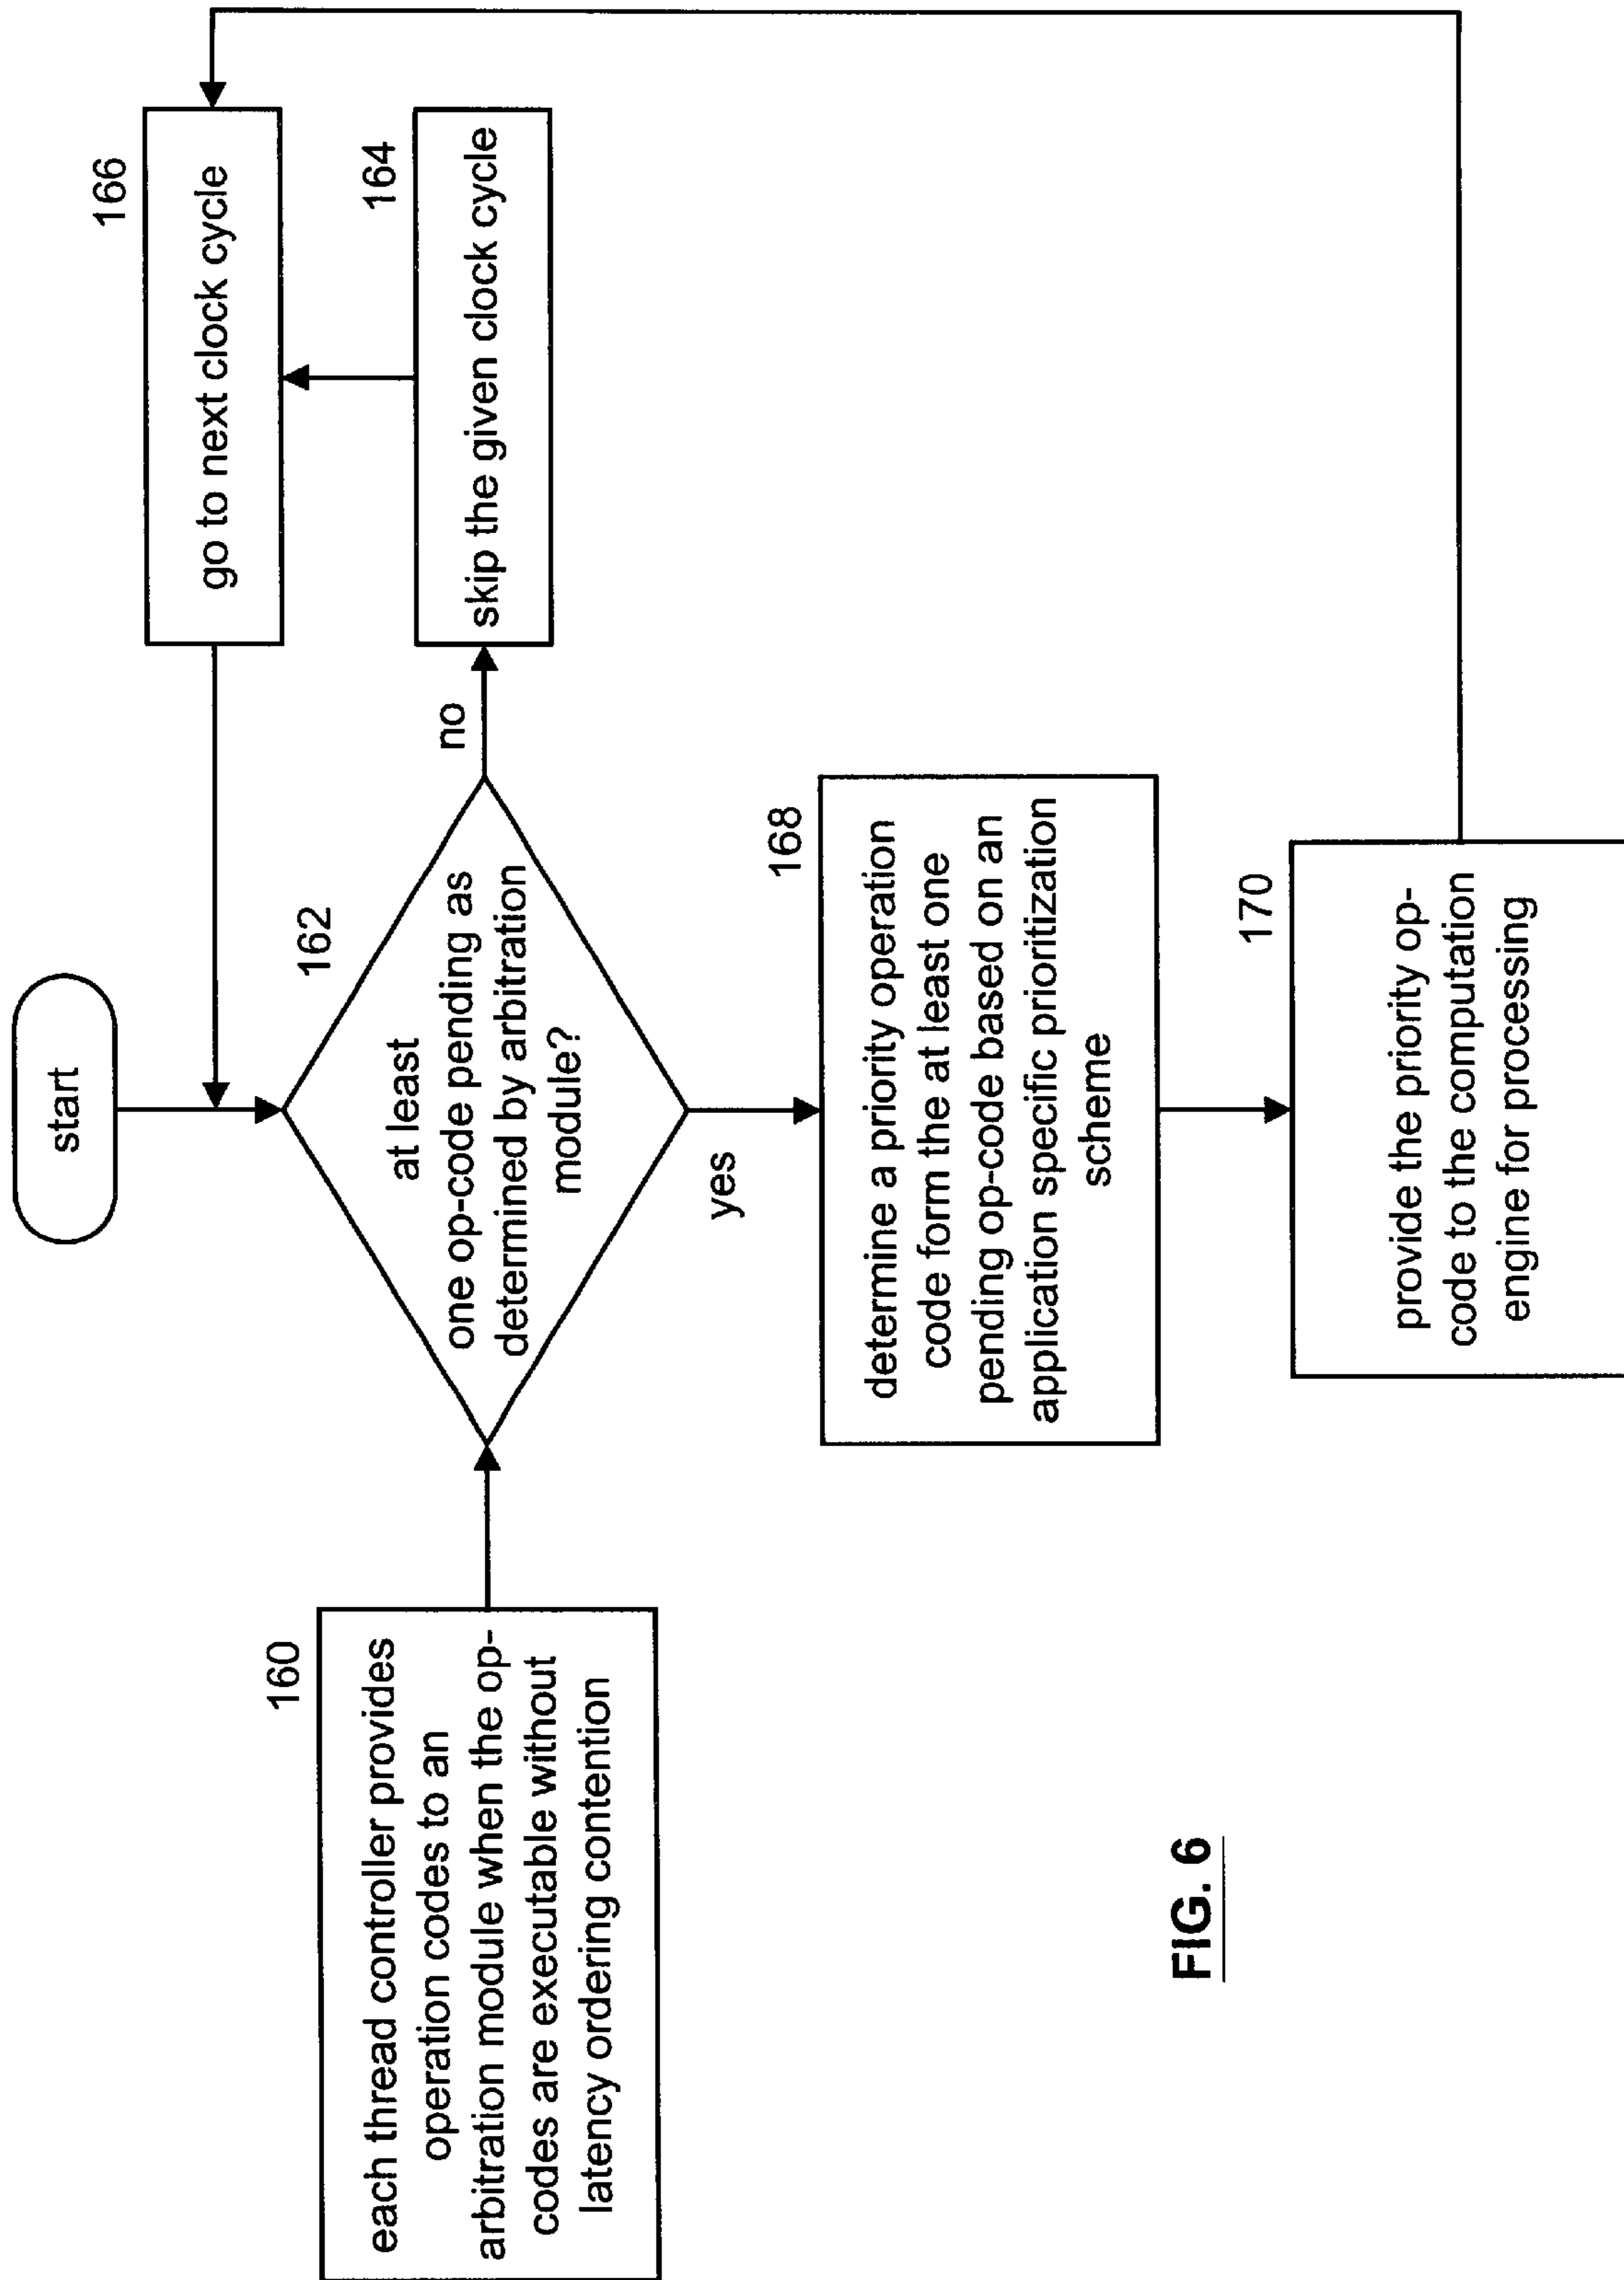 start
166
go to next clock cycle
164
skip the given clock cycle
162
at least
one op-code pending as
determined by arbitration
module?
no
yes
160
each thread controller provides
operation codes to an
arbitration module when the op-
codes are executable without
latency ordering contention
168
determine a priority operation
code form the at least one
pending op-code based on an
application specific prioritization
scheme
170
provide the priority op-
code to the computation
engine for processing
FIG. 6